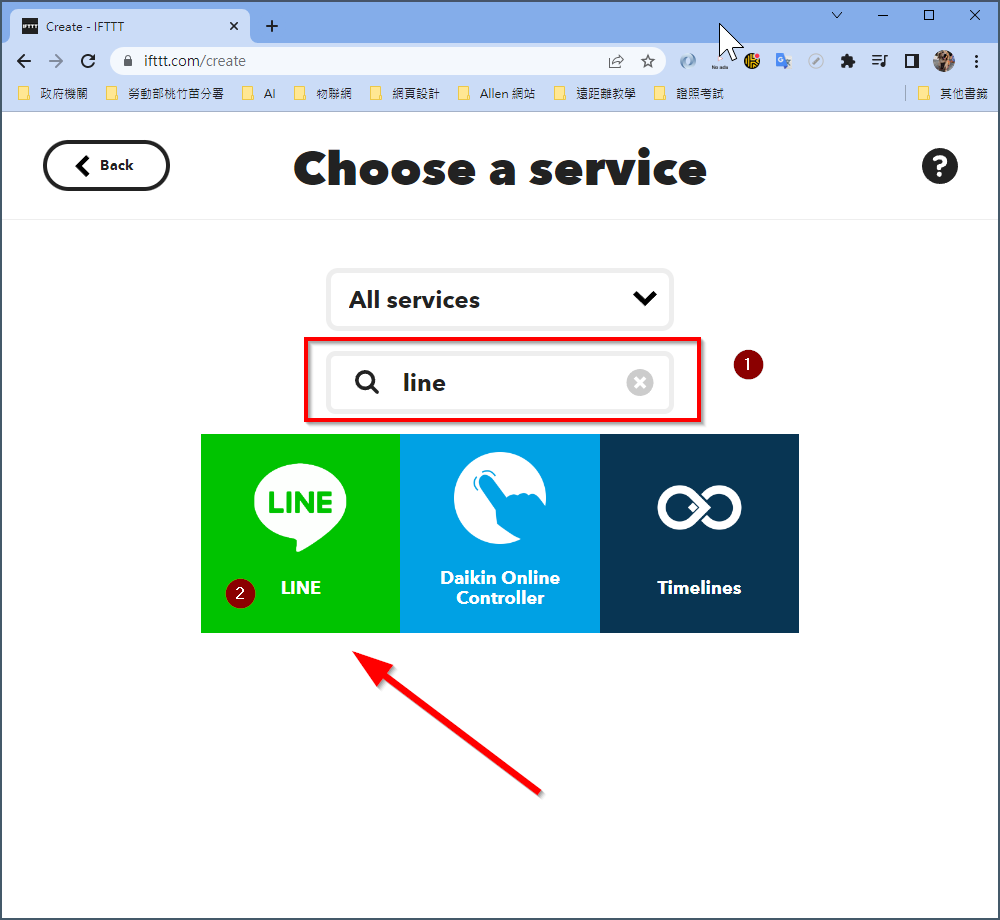 IFTTT Create - IFTTT
ifttt.com/create
No ads
政府機關 勞動部桃竹苗分署 AI 物聯網 網頁設計 Allen 網站 遠距離教學 證照考試 其他書籤
Back
Choose a service
?
All services
line
1
LINE
LINE
2
Daikin Online
Controller
Timelines